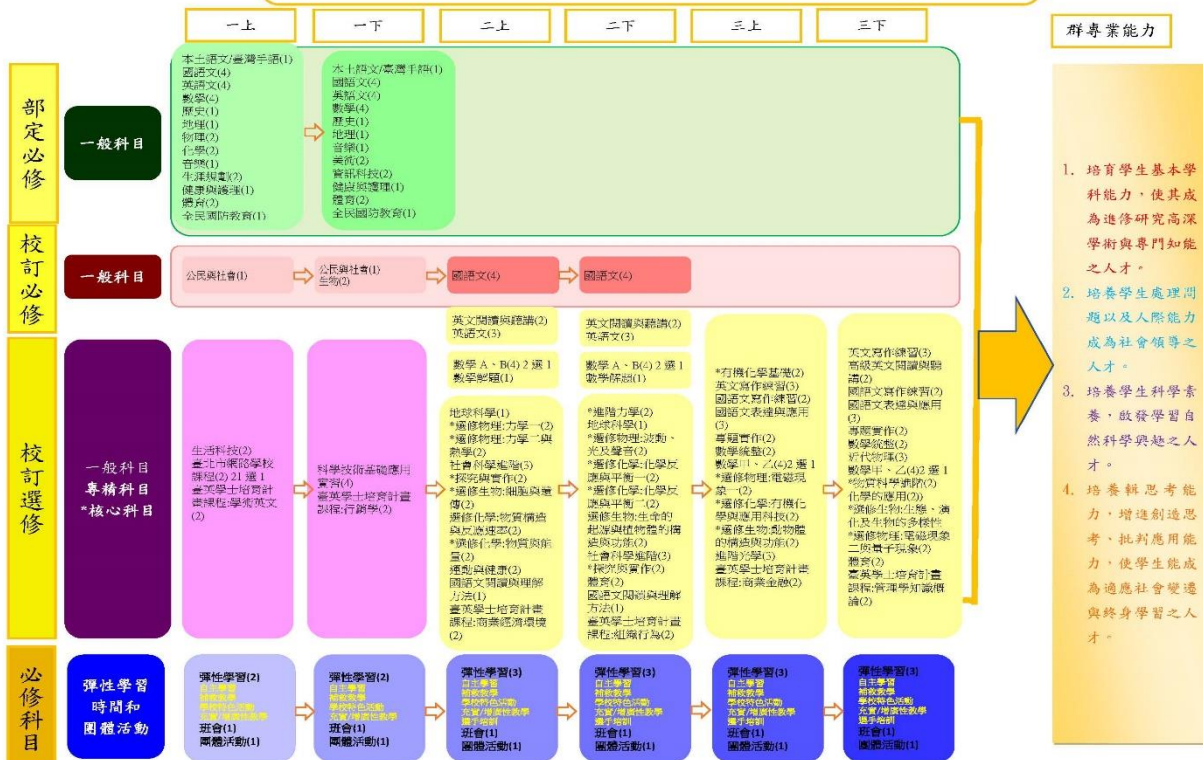 一上
一下
二上
二下
三上
三下
群專業能力
部定必修
一般科目
本土語文/臺灣手語(1)
國語文(4)
英語文(4)
數學(4)
歷史(1)
地理(1)
物理(2)
化學(2)
音樂(1)
生涯規劃(2)
健康與護理(1)
體育(2)
全民國防教育(1)
本土語文/臺灣手語(1)
國語文(4)
英語文(4)
數學(4)
歷史(1)
地理(1)
音樂(1)
美術(2)
資訊科技(2)
健康與護理(1)
體育(2)
全民國防教育(1)
校訂必修
一般科目
公民與社會(1)
公民與社會(1)
生物(2)
國語文(4)
國語文(4)
校訂選修
一般科目
專精科目
*核心科目
生活科技(2)
臺北市網路學校
課程(2) 21 選 1
臺英學士培育計
畫課程:學術英文
(2)
科學技術基礎應用
實習(4)
臺英學士培育計畫
課程:行銷學(2)
英文閱讀與聽講(2)
英語文(3)
數學 A、B(4) 2 選 1
數學解題(1)
地球科學(1)
*選修物理:力學一(2)
*選修物理:力學二與
熱學(2)
社會科學進階(3)
*探究與實作(2)
*選修生物:細胞與遺
傳(2)
選修化學:物質構造
與反應速率(2)
*選修化學:物質與能
量(2)
運動與健康(2)
國語文閱讀與理解
方法(1)
臺英學士培育計畫
課程:商業經濟環境
(2)
英文閱讀與聽講(2)
英語文(3)
數學 A、B(4) 2 選 1
數學解題(1)
*進階力學(2)
地球科學(1)
*選修物理:波動、
光及聲音(2)
*選修化學:化學反
應與平衡一(2)
*選修化學:化學反
應與平衡二(2)
選修生物:生命的
起源與植物體的構
造與功能(2)
社會科學進階(3)
*探究與實作(2)
體育(2)
國語文閱讀與理解
方法(1)
臺英學士培育計畫
課程:組織行為(2)
*有機化學基礎(2)
英文寫作練習(3)
國語文寫作練習(2)
國語文表達與應用
(3)
專題實作(2)
數學統整(2)
數學甲、乙(4)2 選 1
*選修物理:電磁現
象一(2)
*選修化學:有機化
學與應用科技(2)
*選修生物:動物體
的構造與功能(2)
進階光學(3)
臺英學士培育計畫
課程:商業金融(2)
英文寫作練習(3)
高級英文閱讀與聽
講(2)
國語文寫作練習(2)
國語文表達與應用
(3)
專題實作(2)
數學統整(2)
近代物理(3)
數學甲、乙(4)2 選 1
*物質科學進階(2)
化學的應用(2)
*選修生物:生態、演
化及生物的多樣性(2)
*選修物理:電磁現象
二與量子現象(2)
體育(2)
臺英學士培育計畫
課程:管理學知識概
論(2)
必修科目
彈性學習
時間和
團體活動
彈性學習(2)
自主學習
補救教學
學校特色活動
充實/增廣性教學
班會(1)
團體活動(1)
彈性學習(2)
自主學習
補救教學
學校特色活動
充實/增廣性教學
班會(1)
團體活動(1)
彈性學習(3)
自主學習
補救教學
學校特色活動
充實/增廣性教學
選手培訓
班會(1)
團體活動(1)
彈性學習(3)
自主學習
補救教學
學校特色活動
充實/增廣性教學
選手培訓
班會(1)
團體活動(1)
彈性學習(3)
自主學習
補救教學
學校特色活動
充實/增廣性教學
選手培訓
班會(1)
團體活動(1)
彈性學習(3)
自主學習
補救教學
學校特色活動
充實/增廣性教學
選手培訓
班會(1)
團體活動(1)
1. 培育學生基本學
科能力,使其成
為進修研究高深
學術與專門知能
之人才。
2. 培養學生處理問
題以及人際能力
成為社會領導之
人才。
3. 培養學生科學素
養,啟發學習自
然科學興趣之人
才。
4. 培養輯思考能
力,增進創造思
考、批判應用能
力,使學生能成
為適應社會變遷
與終身學習之人
才。